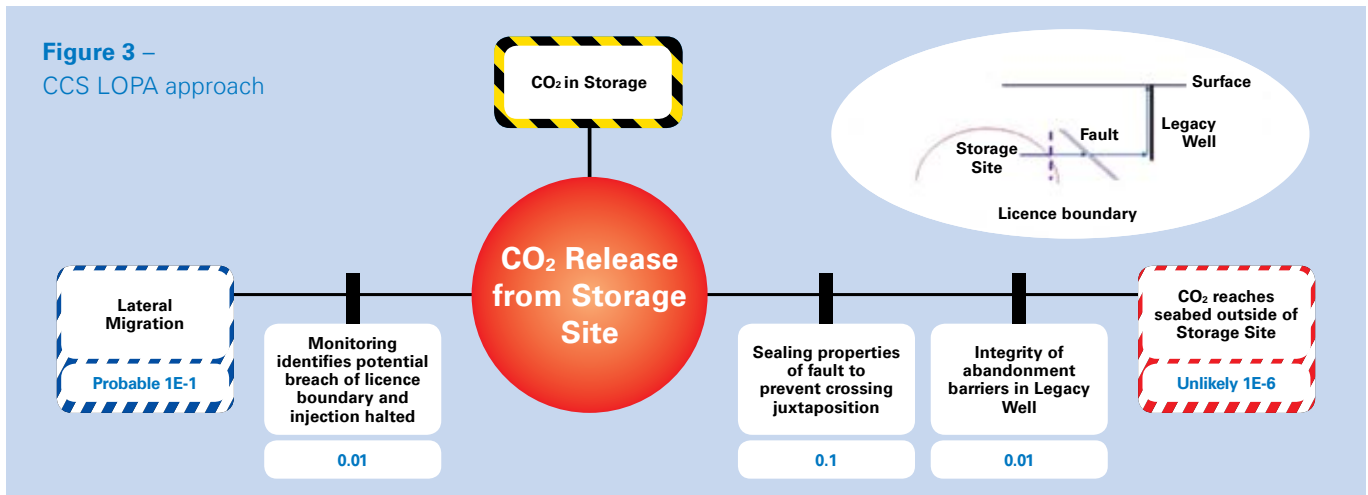 Figure 3 –
CCS LOPA approach
CO₂ in Storage
Surface
Legacy
Well
Fault
Storage
Site
Licence boundary
CO₂ Release
from Storage
Site
Lateral
Migration
Probable 1E-1
Monitoring
identifies potential
breach of licence
boundary and
injection halted
0.01
Sealing properties
of fault to
prevent crossing
juxtaposition
0.1
Integrity of
abandonment
barriers in Legacy
Well
0.01
CO₂ reaches
seabed outside of
Storage Site
Unlikely 1E-6